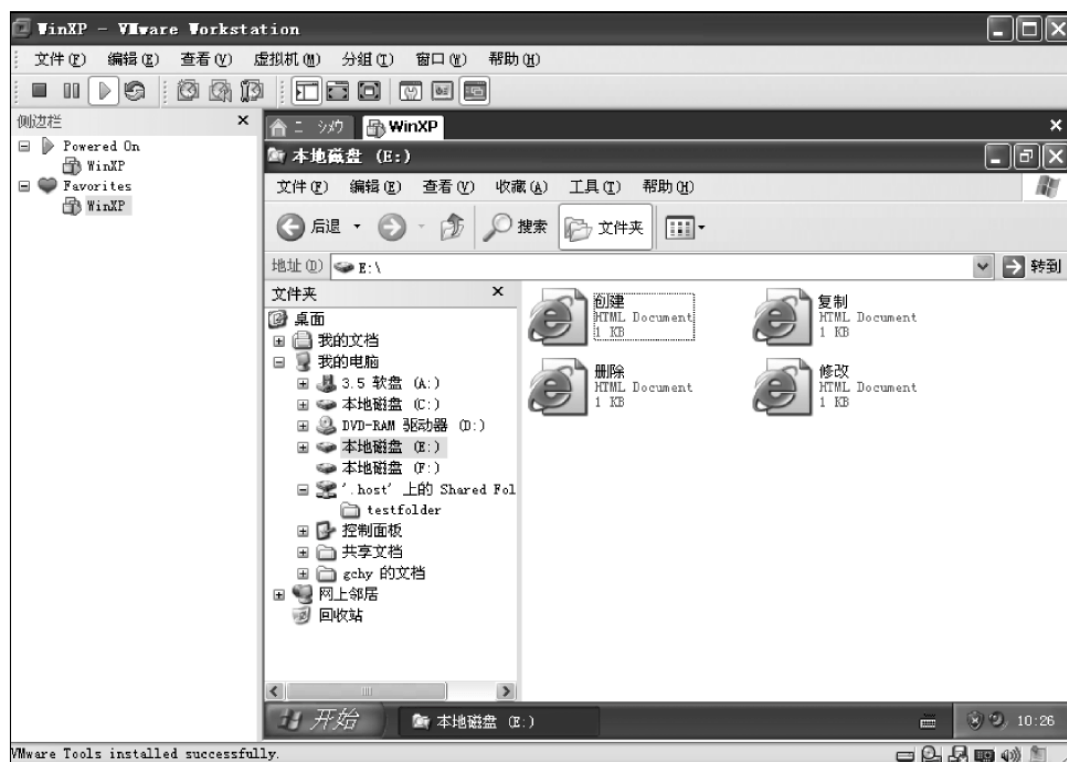 WinXP - VMware Workstation
文件(F) 编辑(E) 查看(V) 虚拟机(M) 分组(T) 窗口(W) 帮助(H)
侧边栏
Powered On
WinXP
Favorites
WinXP
WinXP
本地磁盘 (E:)
文件(F) 编辑(E) 查看(V) 收藏(A) 工具(T) 帮助(H)
后退 搜索 文件夹
地址(D) E:\ 转到
文件夹
桌面
我的文档
我的电脑
3.5 软盘 (A:)
本地磁盘 (C:)
DVD-RAM 驱动器 (D:)
本地磁盘 (E:)
本地磁盘 (F:)
'.host' 上的 Shared Fol
testfolder
控制面板
共享文档
gchy 的文档
网上邻居
回收站
创建
HTML Document
1 KB
复制
HTML Document
1 KB
删除
HTML Document
1 KB
修改
HTML Document
1 KB
开始 本地磁盘 (E:) 10:26
VMware Tools installed successfully.